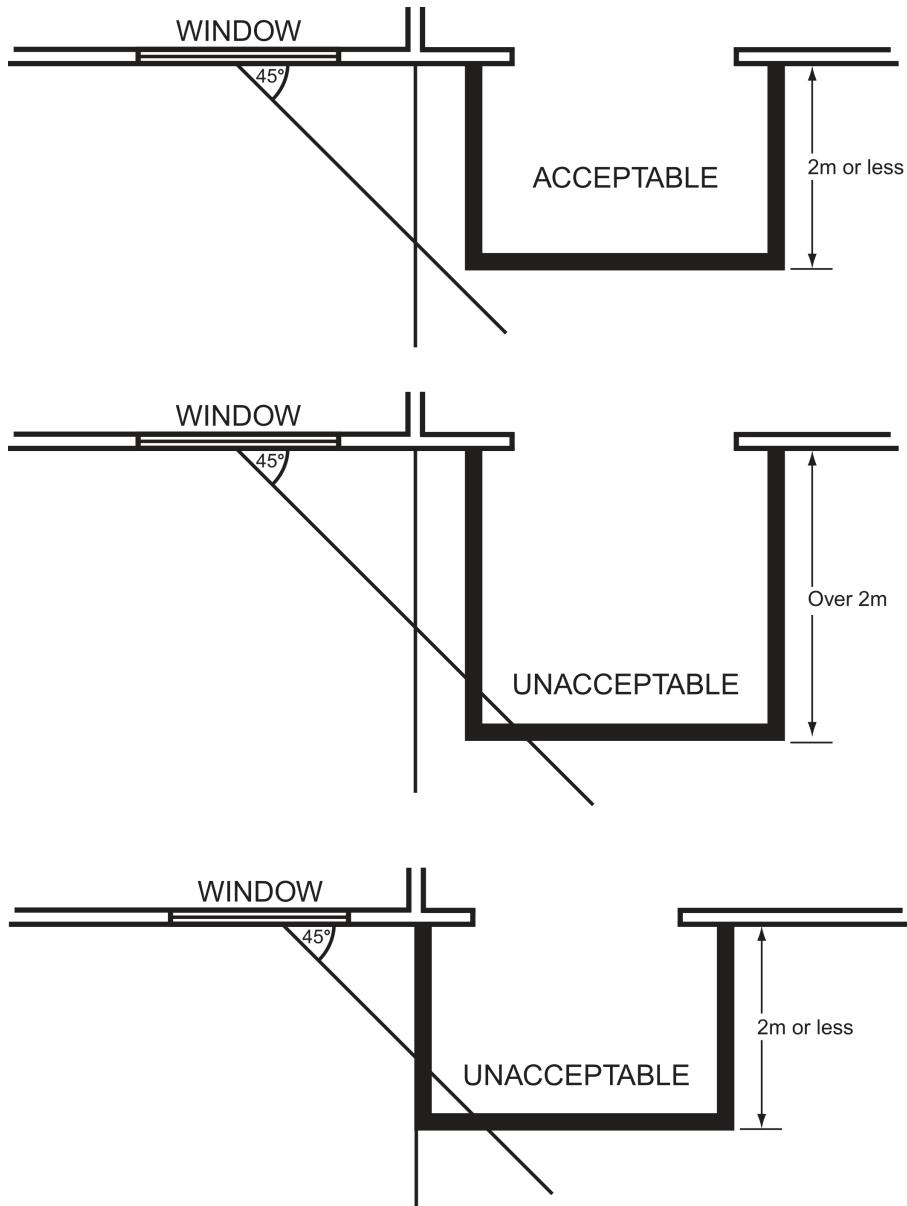 WINDOW
45°
ACCEPTABLE
2m or less
WINDOW
45°
Over 2m
UNACCEPTABLE
WINDOW
45°
2m or less
UNACCEPTABLE